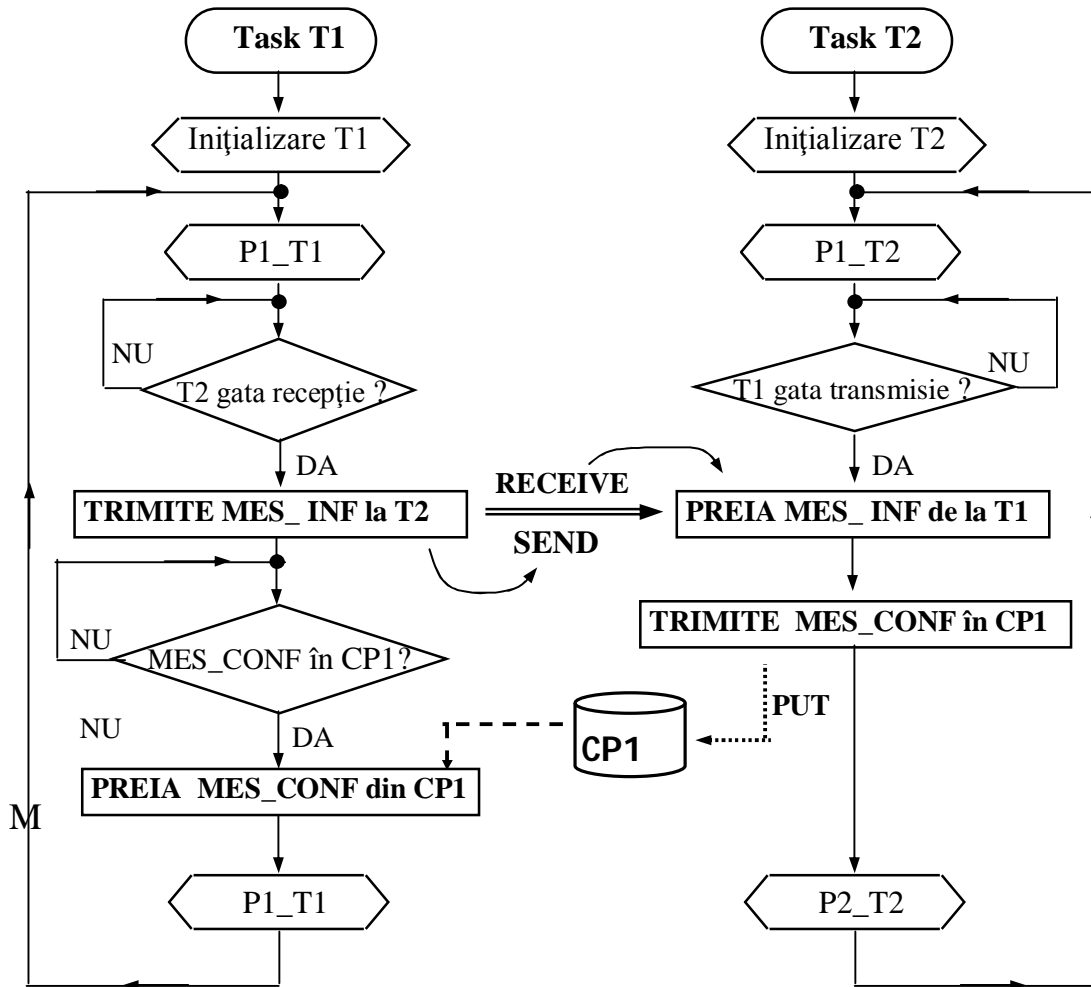 Task T1
Task T2
Iniţializare T1
Iniţializare T2
P1_T1
P1_T2
NU
NU
T2 gata recepţie ?
T1 gata transmisie ?
DA
DA
RECEIVE
TRIMITE MES_ INF la T2
PREIA MES_ INF de la T1
SEND
TRIMITE MES_CONF în CP1
NU
MES_CONF în CP1?
PUT
NU
DA
CP1
PREIA MES_CONF din CP1
M
P1_T1
P2_T2